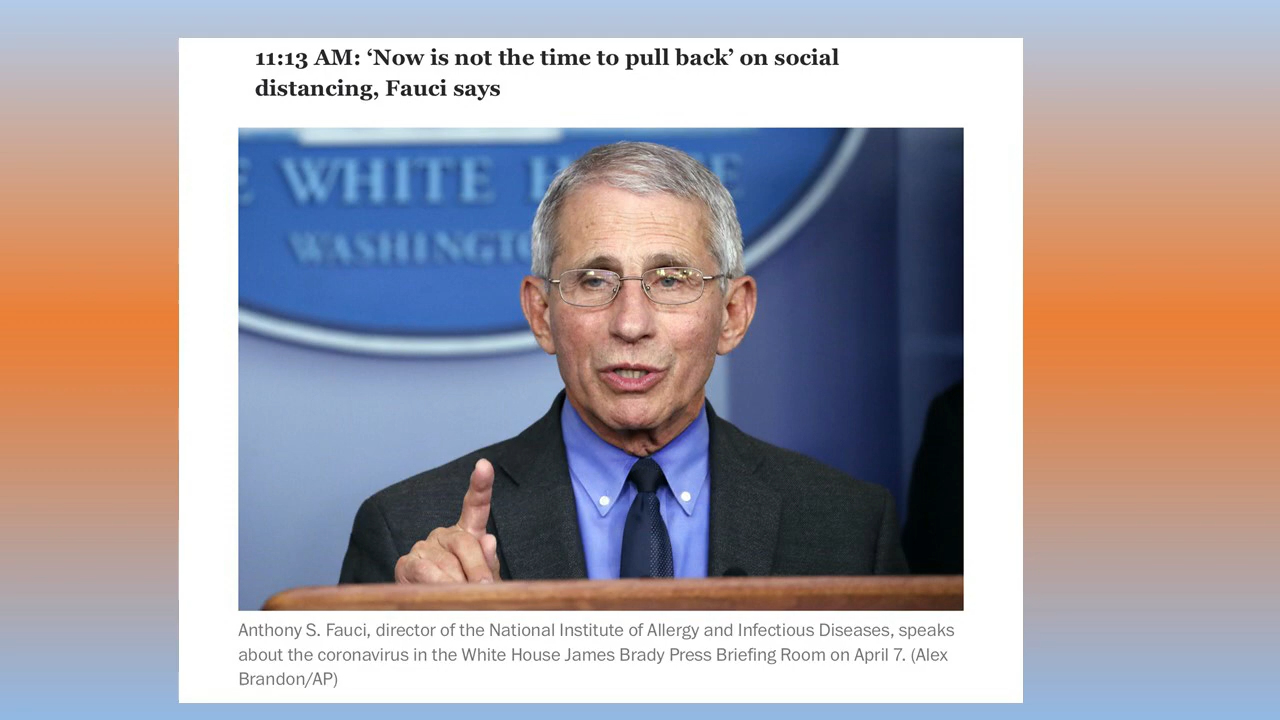 11:13 AM: ‘Now is not the time to pull back’ on social
distancing, Fauci says
E WHITE H    E
WASHINGTO
Anthony S. Fauci, director of the National Institute of Allergy and Infectious Diseases, speaks
about the coronavirus in the White House James Brady Press Briefing Room on April 7. (Alex
Brandon/AP)